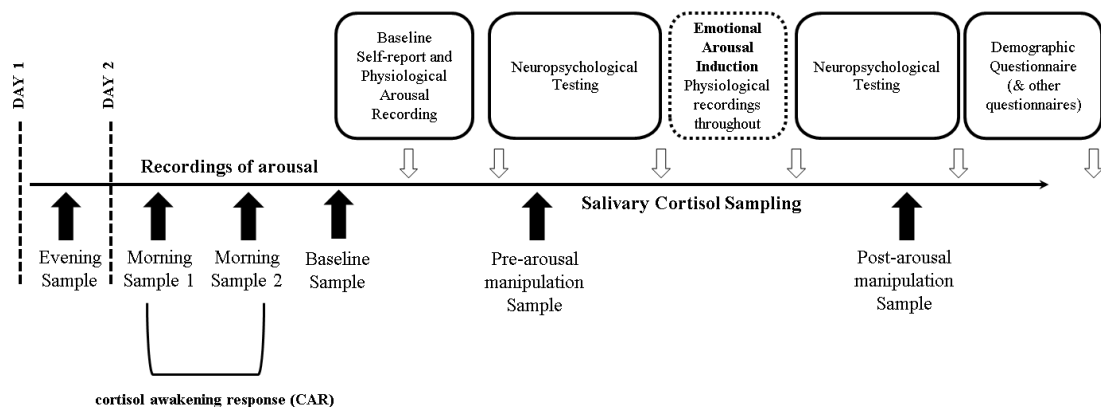 DAY 1
DAY 2
Baseline
Self-report and
Physiological
Arousal
Recording
Neuropsychological
Testing
Emotional
Arousal
Induction
Physiological
recordings
throughout
Neuropsychological
Testing
Demographic
Questionnaire
(& other
questionnaires)
Recordings of arousal
Salivary Cortisol Sampling
Evening
Sample
Morning
Sample 1
Morning
Sample 2
Baseline
Sample
Pre-arousal
manipulation
Sample
Post-arousal
manipulation
Sample
cortisol awakening response (CAR)